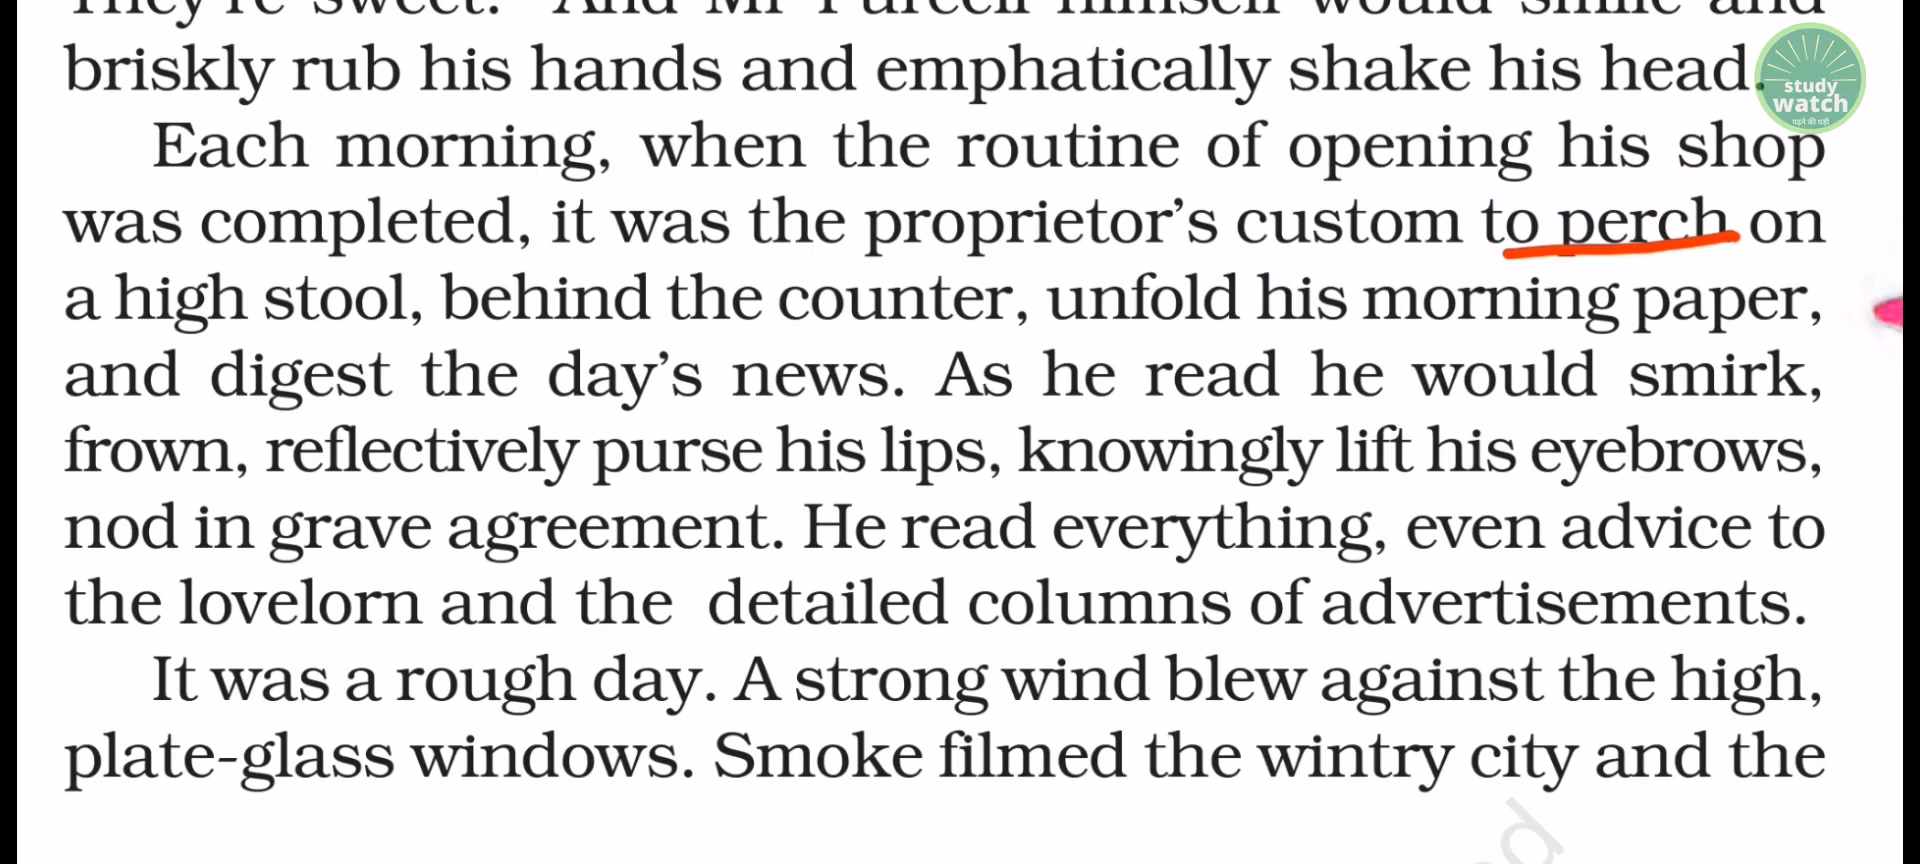 They're sweet. And Mr Purcell himself would smile and
briskly rub his hands and emphatically shake his head.
study
watch
पढ़ने की घड़ी
Each morning, when the routine of opening his shop
was completed, it was the proprietor's custom to perch on
a high stool, behind the counter, unfold his morning paper,
and digest the day's news. As he read he would smirk,
frown, reflectively purse his lips, knowingly lift his eyebrows,
nod in grave agreement. He read everything, even advice to
the lovelorn and the detailed columns of advertisements.
It was a rough day. A strong wind blew against the high,
plate-glass windows. Smoke filmed the wintry city and the